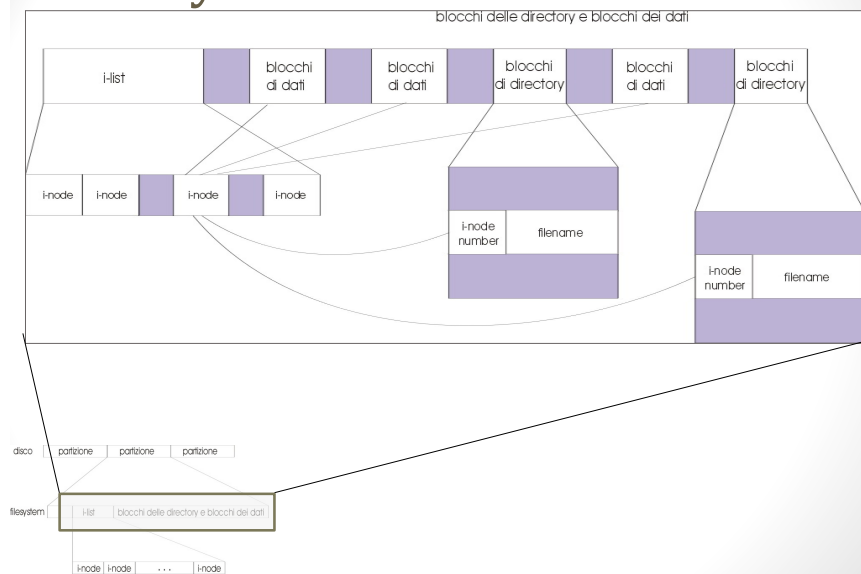 blocchi delle directory e blocchi dei dati
i-list
blocchi
di dati
blocchi
di dati
blocchi
di directory
blocchi
di dati
blocchi
di directory
i-node
i-node
i-node
i-node
i-node
number
filename
i-node
number
filename
disco
partizione
partizione
partizione
filesystem
i-list
blocchi delle directory e blocchi dei dati
i-node
i-node
. . .
i-node